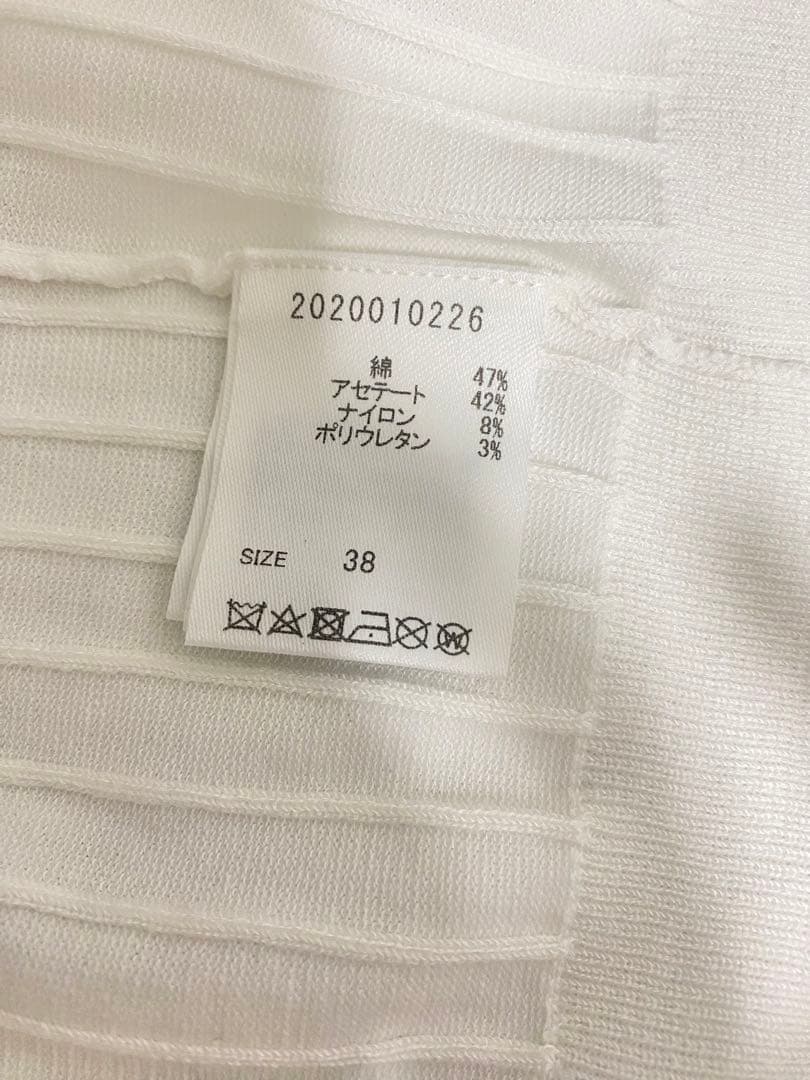 2020010226
綿 47%
アセテート 42%
ナイロン 8%
ポリウレタン 3%
SIZE 38
W